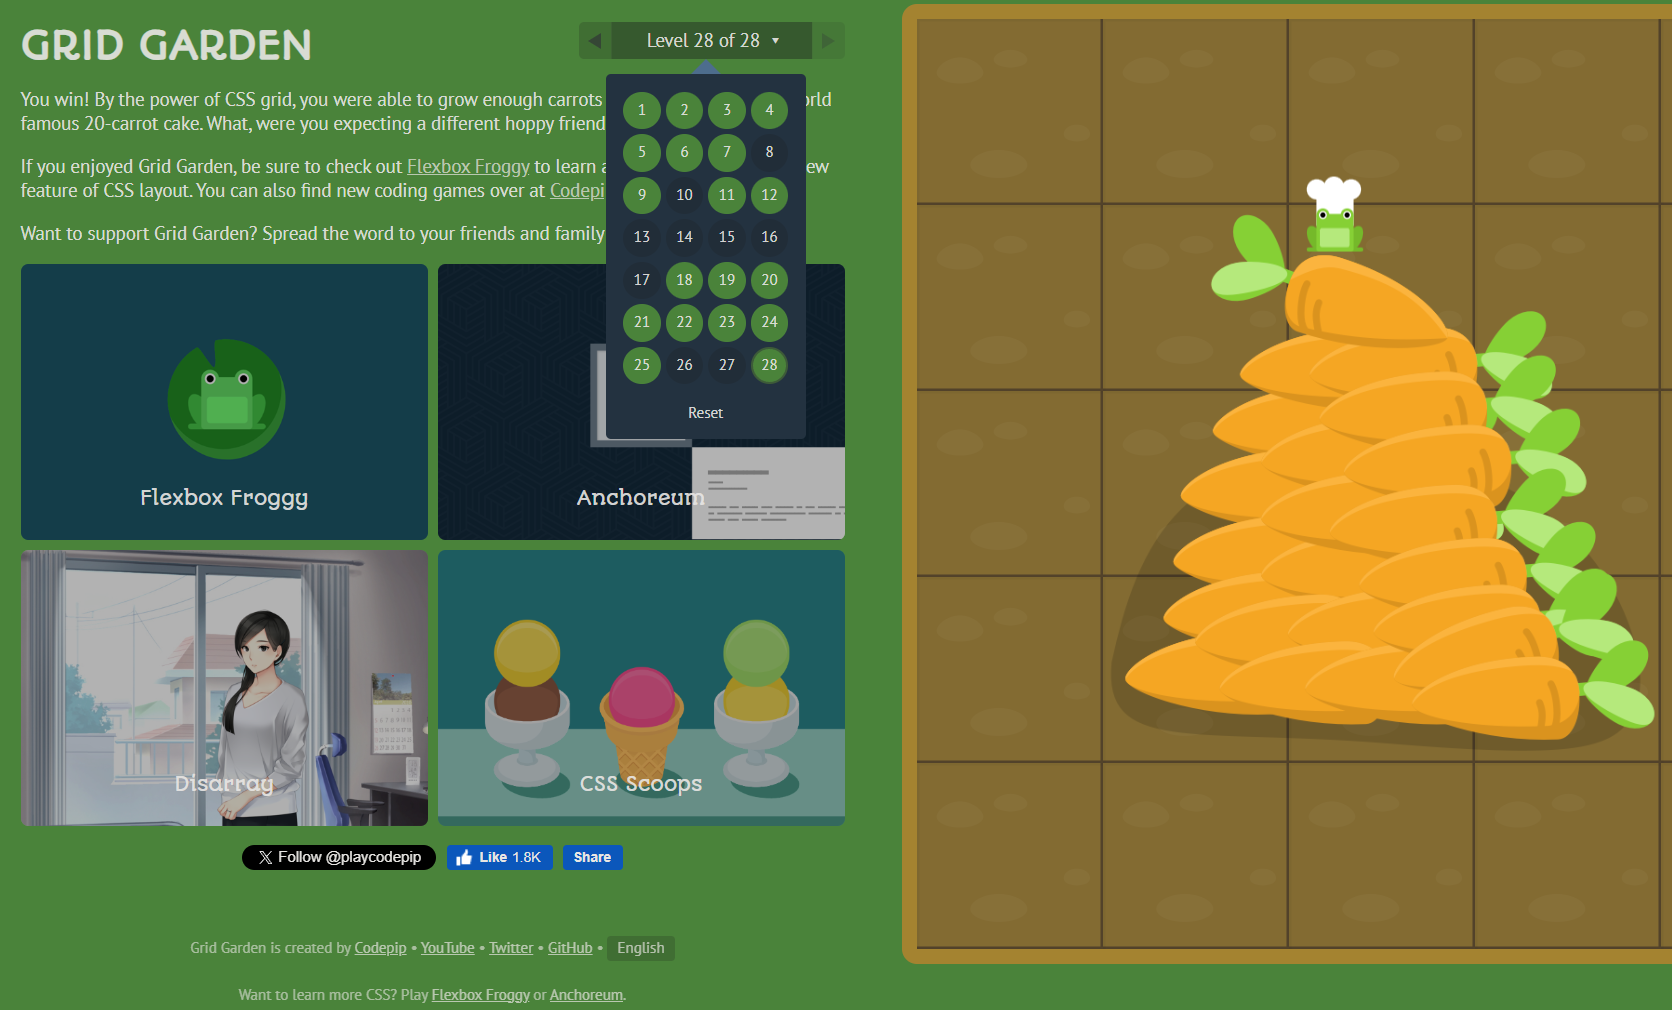 GRID GARDEN
Level 28 of 28
You win! By the power of CSS grid, you were able to grow enough carrots
famous 20-carrot cake. What, were you expecting a different hoppy friend
If you enjoyed Grid Garden, be sure to check out Flexbox Froggy to learn
feature of CSS layout. You can also find new coding games over at
Want to support Grid Garden? Spread the word to your friends and family
1 2 3 4
5 6 7 8
9 10 11 12
13 14 15 16
17 18 19 20
21 22 23 24
25 26 27 28
Reset
Flexbox Froggy
Anchoreum
Disarray
CSS Scoops
Follow @playcodepip
Like 1.8K
Share
Grid Garden is created by Codepip • YouTube • Twitter • GitHub • English
Want to learn more CSS? Play Flexbox Froggy or Anchoreum.